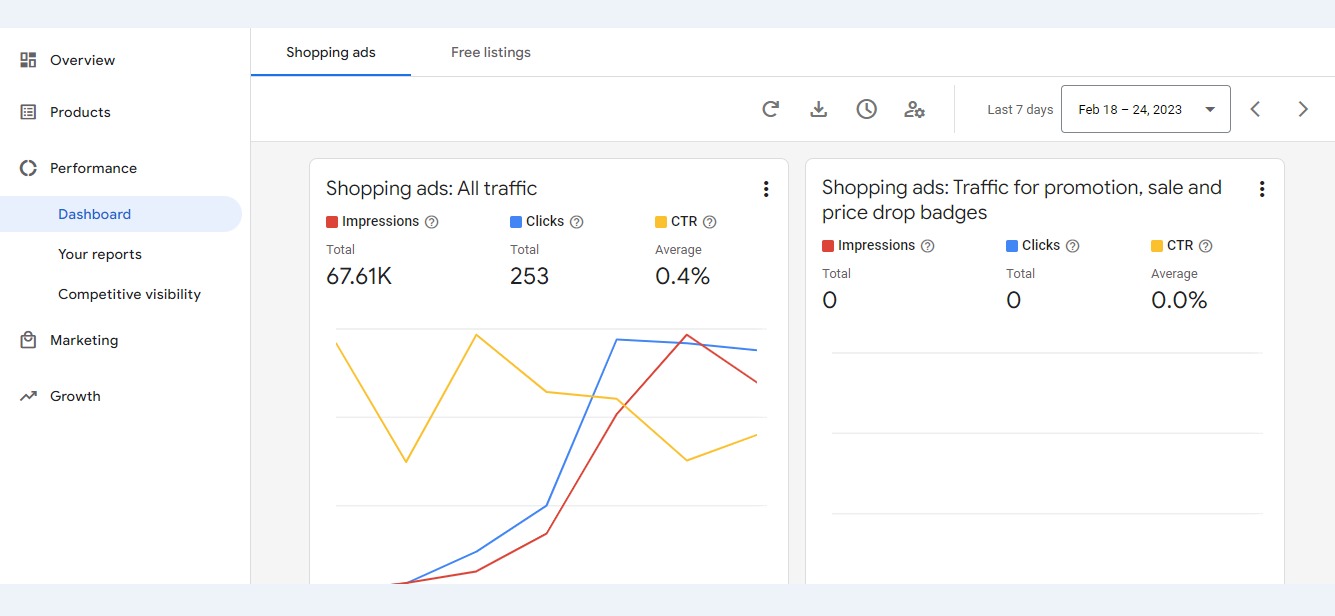 Overview
Products
Performance
Dashboard
Your reports
Competitive visibility
Marketing
Growth
Shopping ads
Free listings
Last 7 days
Feb 18 – 24, 2023
Shopping ads: All traffic
Impressions
Clicks
CTR
Total
Total
Average
67.61K
253
0.4%
Shopping ads: Traffic for promotion, sale and
price drop badges
Impressions
Clicks
CTR
Total
Total
Average
0
0
0.0%